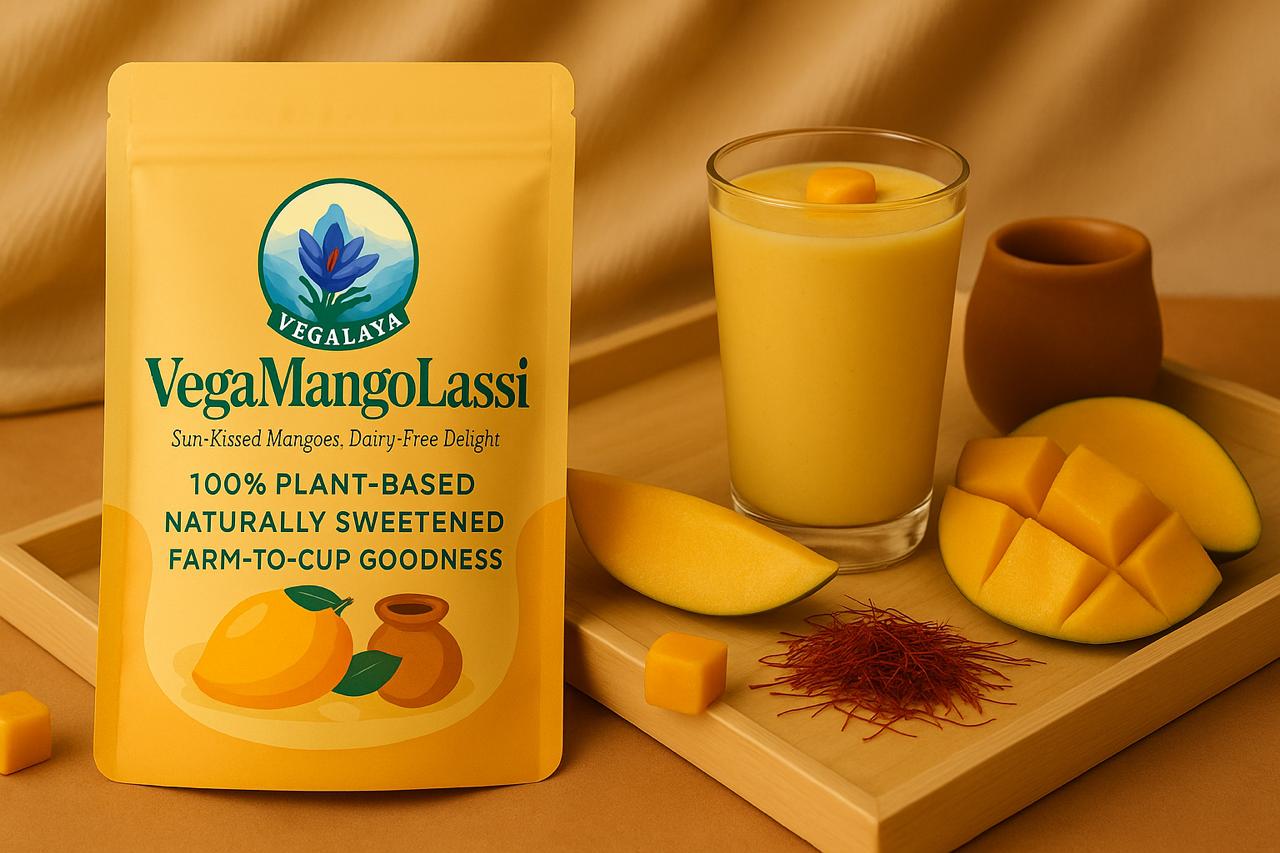 VEGALAYA
VegaMangoLassi
Sun-Kissed Mangoes, Dairy-Free Delight
100% PLANT-BASED
NATURALLY SWEETENED
FARM-TO-CUP GOODNESS